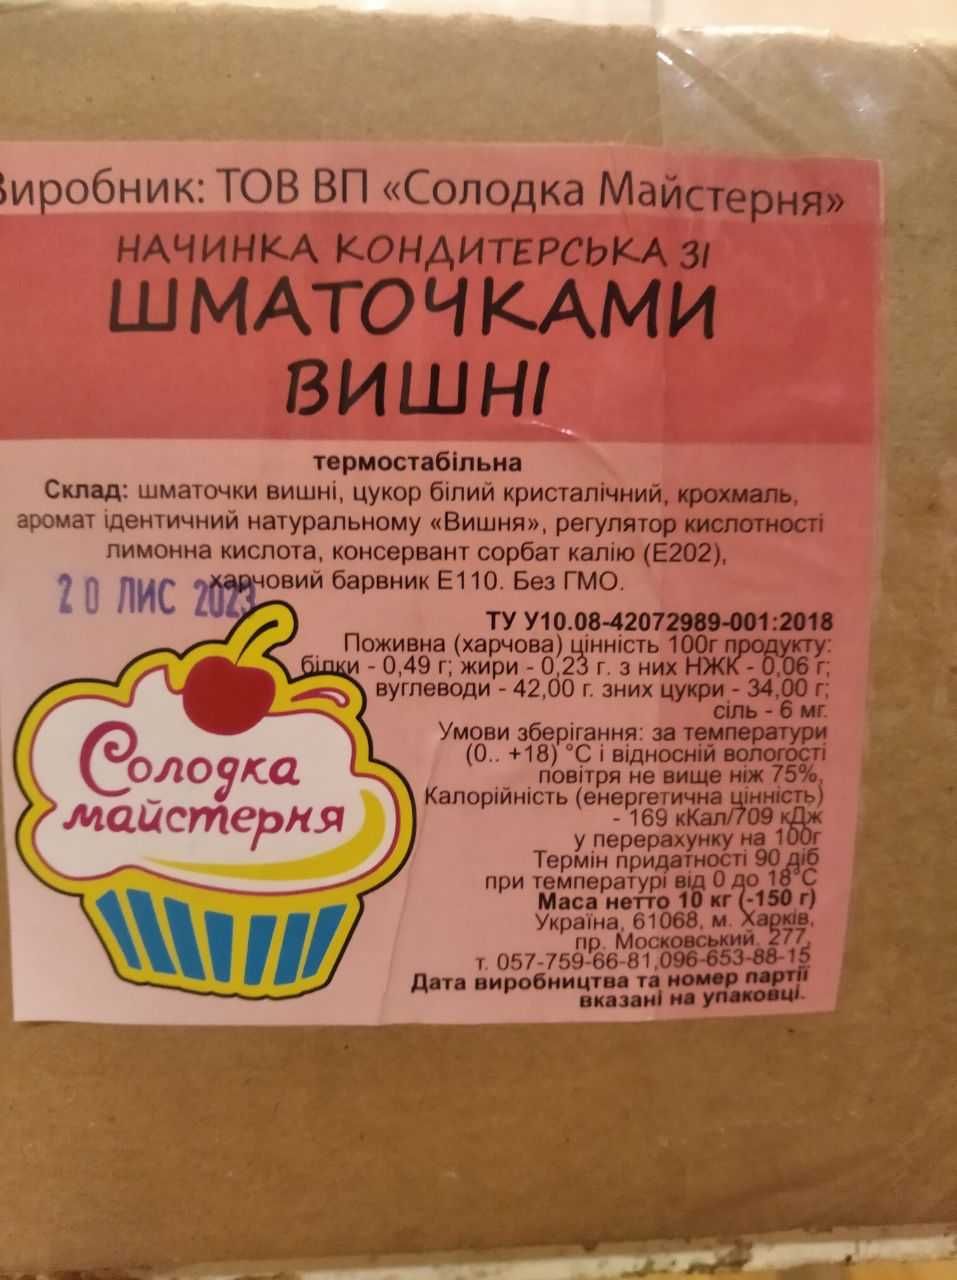 Виробник: ТОВ ВП «Солодка Майстерня»
НАЧИНКА КОНДИТЕРСЬКА ЗІ
ШМАТОЧКАМИ
ВИШНІ
термостабільна
Склад: шматочки вишні, цукор білий кристалічний, крохмаль,
аромат ідентичний натуральному «Вишня», регулятор кислотності
лимонна кислота, консервант сорбат калію (Е202),
харчовий барвник Е110. Без ГМО.
20 ЛИС 2023
ТУ У10.08-42072989-001:2018
Поживна (харчова) цінність 100г продукту:
білки - 0,49 г; жири - 0,23 г. з них НЖК - 0,06 г;
вуглеводи - 42,00 г. зних цукри - 34,00 г;
сіль - 6 мг.
Умови зберігання: за температури
(0.. +18) °С і відносній вологості
повітря не вище ніж 75%,
Калорійність (енергетична цінність)
- 169 кКал/709 кДж
у перерахунку на 100г
Термін придатності 90 діб
при температурі від 0 до 18°С
Маса нетто 10 кг (-150 г)
Україна, 61068, м. Харків,
пр. Московський. 277,
т. 057-759-66-81,096-653-88-15
Дата виробництва та номер партії
вказані на упаковці.
Солодка
майстерня